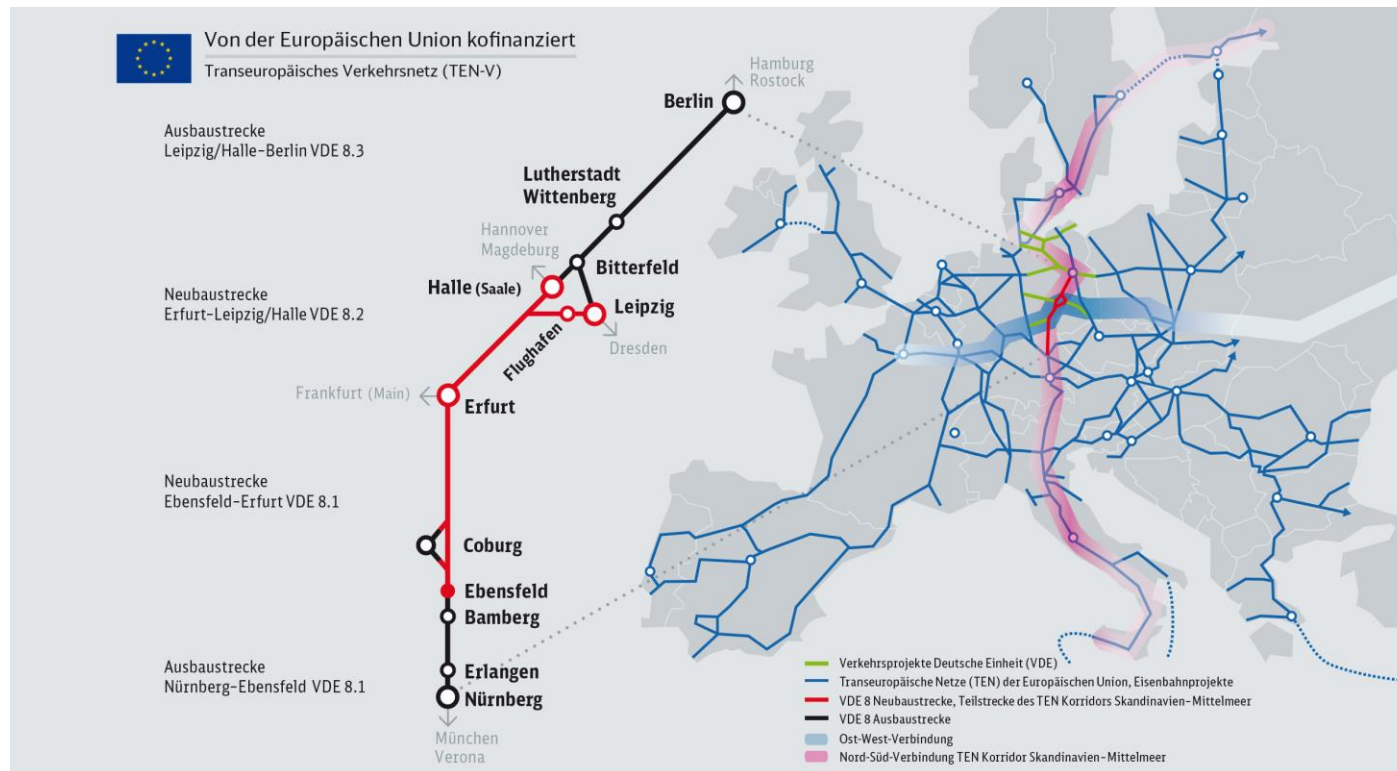 Von der Europäischen Union kofinanziert
Transeuropäisches Verkehrsnetz (TEN-V)
Hamburg
Rostock
Berlin
Ausbaustrecke
Leipzig/Halle–Berlin VDE 8.3
Lutherstadt
Wittenberg
Hannover
Magdeburg
Bitterfeld
Halle (Saale)
Leipzig
Flughafen
Dresden
Neubaustrecke
Erfurt–Leipzig/Halle VDE 8.2
Frankfurt (Main)
Erfurt
Neubaustrecke
Ebensfeld–Erfurt VDE 8.1
Coburg
Ebensfeld
Bamberg
Erlangen
Nürnberg
Ausbaustrecke
Nürnberg–Ebensfeld VDE 8.1
München
Verona
Verkehrsprojekte Deutsche Einheit (VDE)
Transeuropäische Netze (TEN) der Europäischen Union, Eisenbahnprojekte
VDE 8 Neubaustrecke, Teilstrecke des TEN Korridors Skandinavien–Mittelmeer
VDE 8 Ausbaustrecke
Ost-West-Verbindung
Nord-Süd-Verbindung TEN Korridor Skandinavien–Mittelmeer